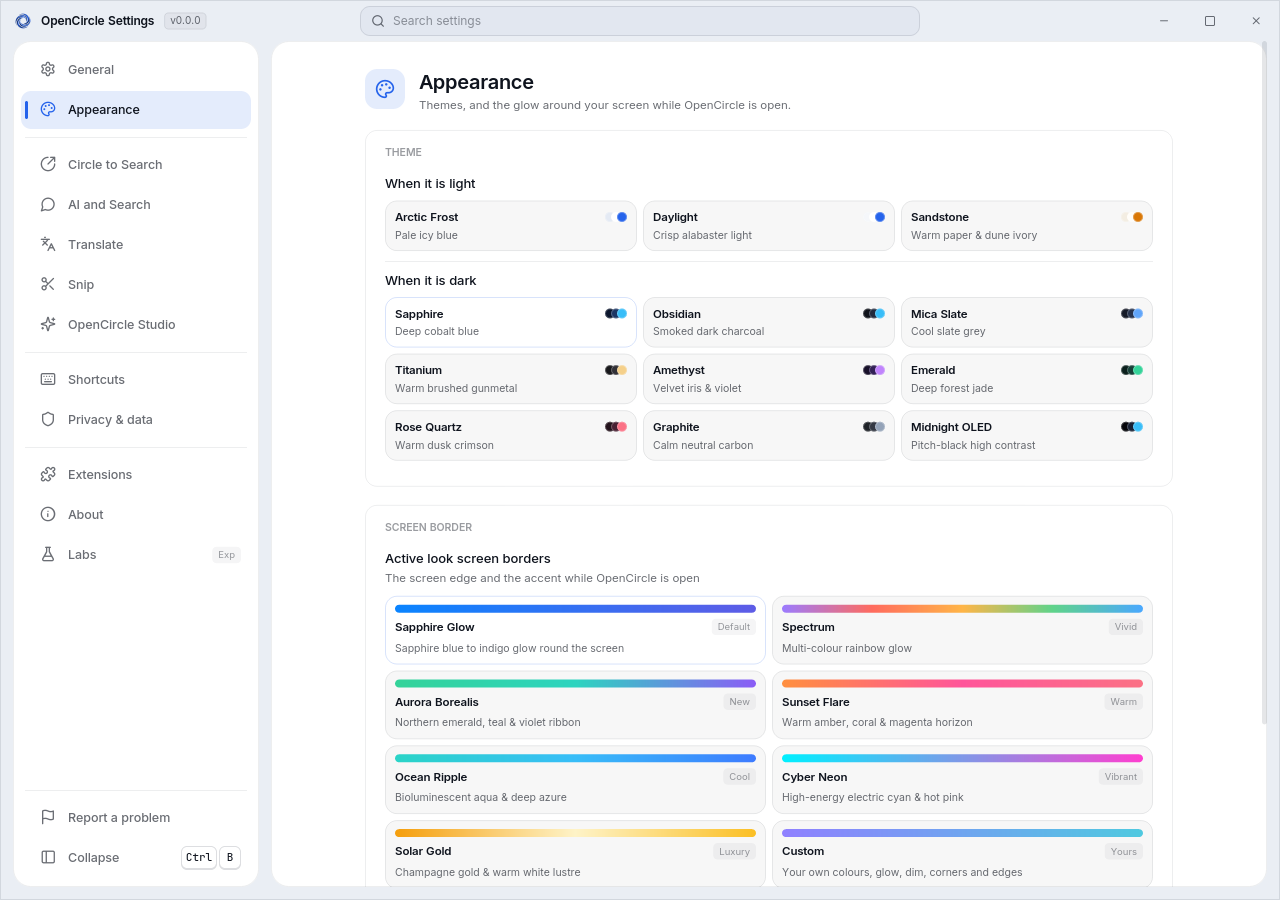 OpenCircle Settings v0.0.0
Search settings
General
Appearance
Circle to Search
AI and Search
Translate
Snip
OpenCircle Studio
Shortcuts
Privacy & data
Extensions
About
Labs Exp
Report a problem
Collapse Ctrl B
Appearance
Themes, and the glow around your screen while OpenCircle is open.
THEME
When it is light
Arctic Frost
Pale icy blue
Daylight
Crisp alabaster light
Sandstone
Warm paper & dune ivory
When it is dark
Sapphire
Deep cobalt blue
Obsidian
Smoked dark charcoal
Mica Slate
Cool slate grey
Titanium
Warm brushed gunmetal
Amethyst
Velvet iris & violet
Emerald
Deep forest jade
Rose Quartz
Warm dusk crimson
Graphite
Calm neutral carbon
Midnight OLED
Pitch-black high contrast
SCREEN BORDER
Active look screen borders
The screen edge and the accent while OpenCircle is open
Sapphire Glow Default
Sapphire blue to indigo glow round the screen
Spectrum Vivid
Multi-colour rainbow glow
Aurora Borealis New
Northern emerald, teal & violet ribbon
Sunset Flare Warm
Warm amber, coral & magenta horizon
Ocean Ripple Cool
Bioluminescent aqua & deep azure
Cyber Neon Vibrant
High-energy electric cyan & hot pink
Solar Gold Luxury
Champagne gold & warm white lustre
Custom Yours
Your own colours, glow, dim, corners and edges